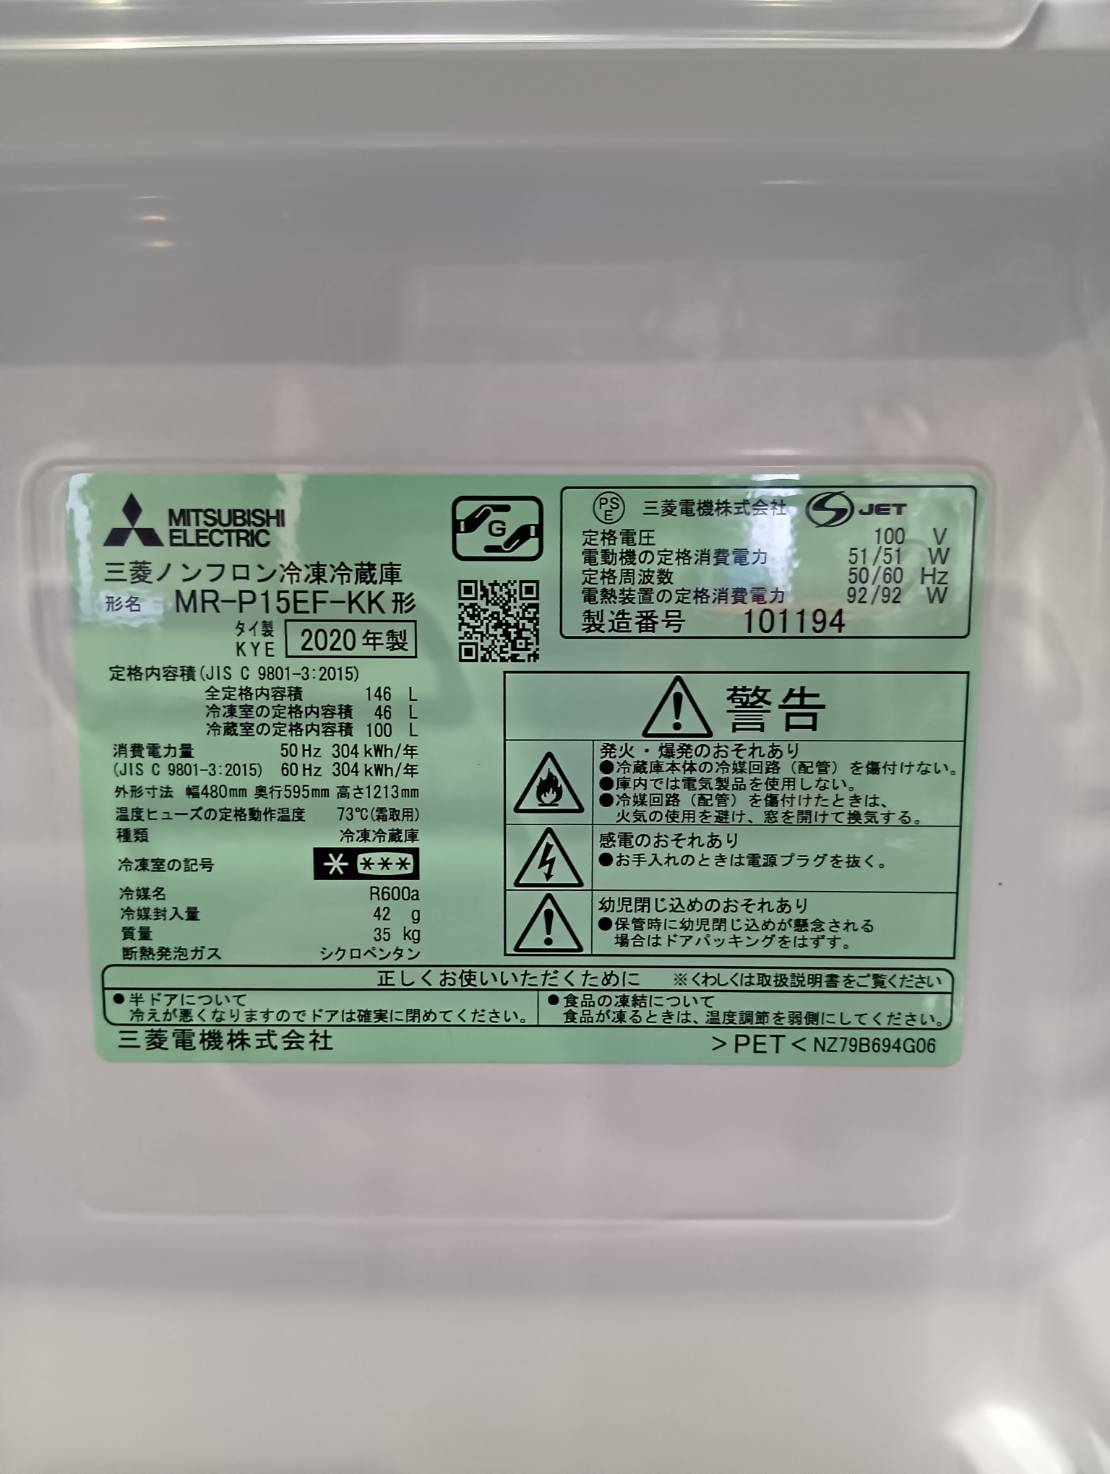 MITSUBISHI
ELECTRIC
三菱ノンフロン冷凍冷蔵庫
形名 MR-P15EF-KK形
タイ製
KYE 2020年製
定格内容積(JIS C 9801-3:2015)
全定格内容積 146 L
冷凍室の定格内容積 46 L
冷蔵室の定格内容積 100 L
消費電力量 50Hz 304kWh/年
(JIS C 9801-3:2015) 60Hz 304kWh/年
外形寸法 幅480mm 奥行595mm 高さ1213mm
温度ヒューズの定格動作温度 73℃(霜取用)
種類 冷凍冷蔵庫
冷凍室の記号 * ***
冷媒名 R600a
冷媒封入量 42 g
質量 35 kg
断熱発泡ガス シクロペンタン
G
PS
E 三菱電機株式会社 S JET
定格電圧 100 V
電動機の定格消費電力 51/51 W
定格周波数 50/60 Hz
電熱装置の定格消費電力 92/92 W
製造番号 101194
警告
発火・爆発のおそれあり
●冷蔵庫本体の冷媒回路(配管)を傷付けない。
●庫内では電気製品を使用しない。
●冷媒回路(配管)を傷付けたときは、
火気の使用を避け、窓を開けて換気する。
感電のおそれあり
●お手入れのときは電源プラグを抜く。
幼児閉じ込めのおそれあり
●保管時に幼児閉じ込めが懸念される
場合はドアパッキングをはずす。
正しくお使いいただくために ※くわしくは取扱説明書をご覧ください
●半ドアについて
冷えが悪くなりますのでドアは確実に閉めてください。
●食品の凍結について
食品が凍るときは、温度調節を弱側にしてください。
三菱電機株式会社 >PET< NZ79B694G06